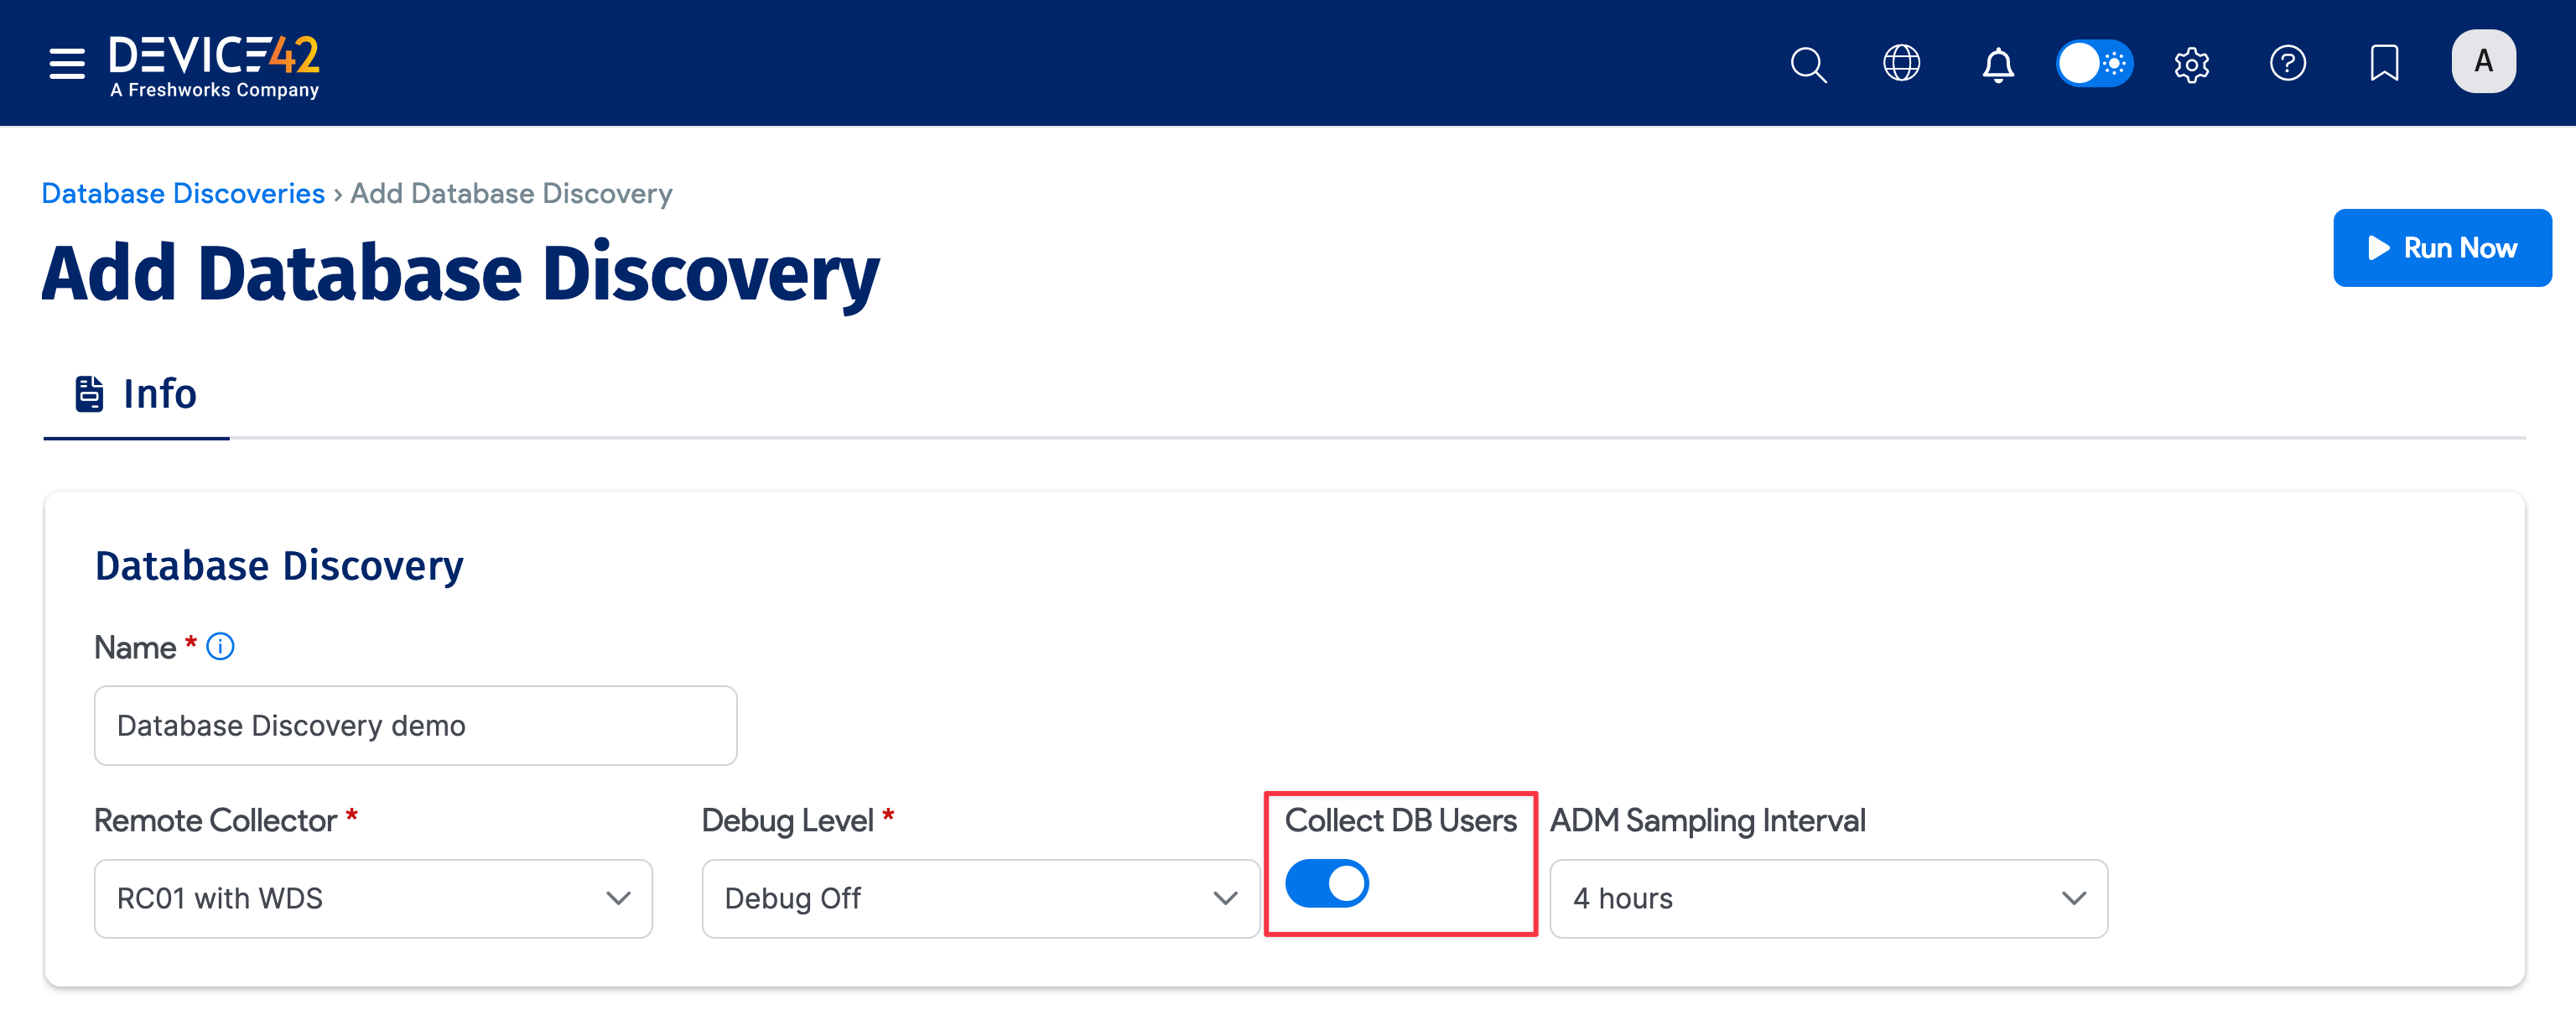 DEVICE42
A Freshworks Company
A
Database Discoveries › Add Database Discovery
Add Database Discovery
Run Now
Info
Database Discovery
Name *
Database Discovery demo
Remote Collector *
Debug Level *
Collect DB Users
ADM Sampling Interval
RC01 with WDS
Debug Off
4 hours